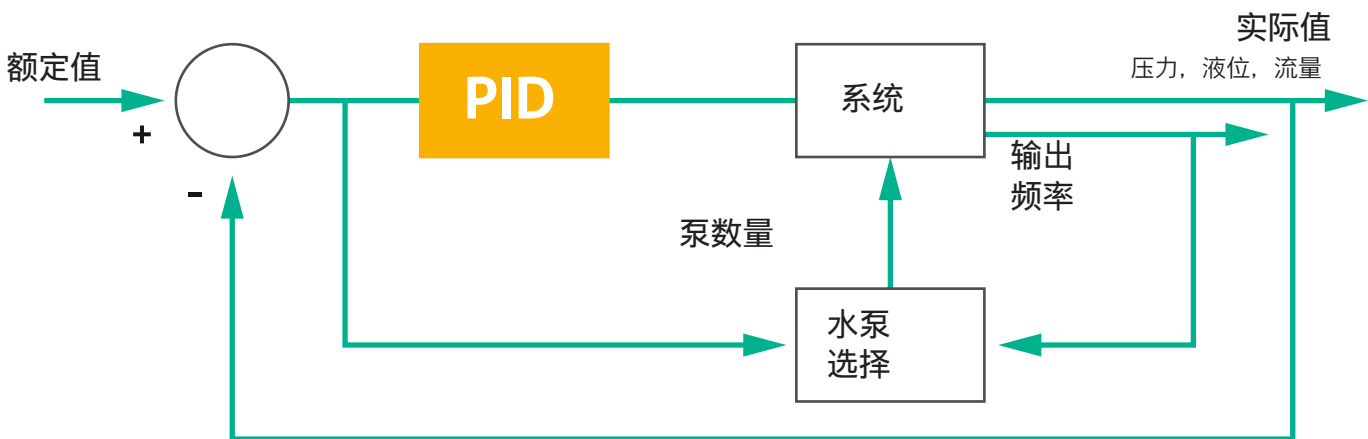 实际值
额定值
压力，液位，流量
PID
系统
+
输出
频率
-
泵数量
水泵
选择